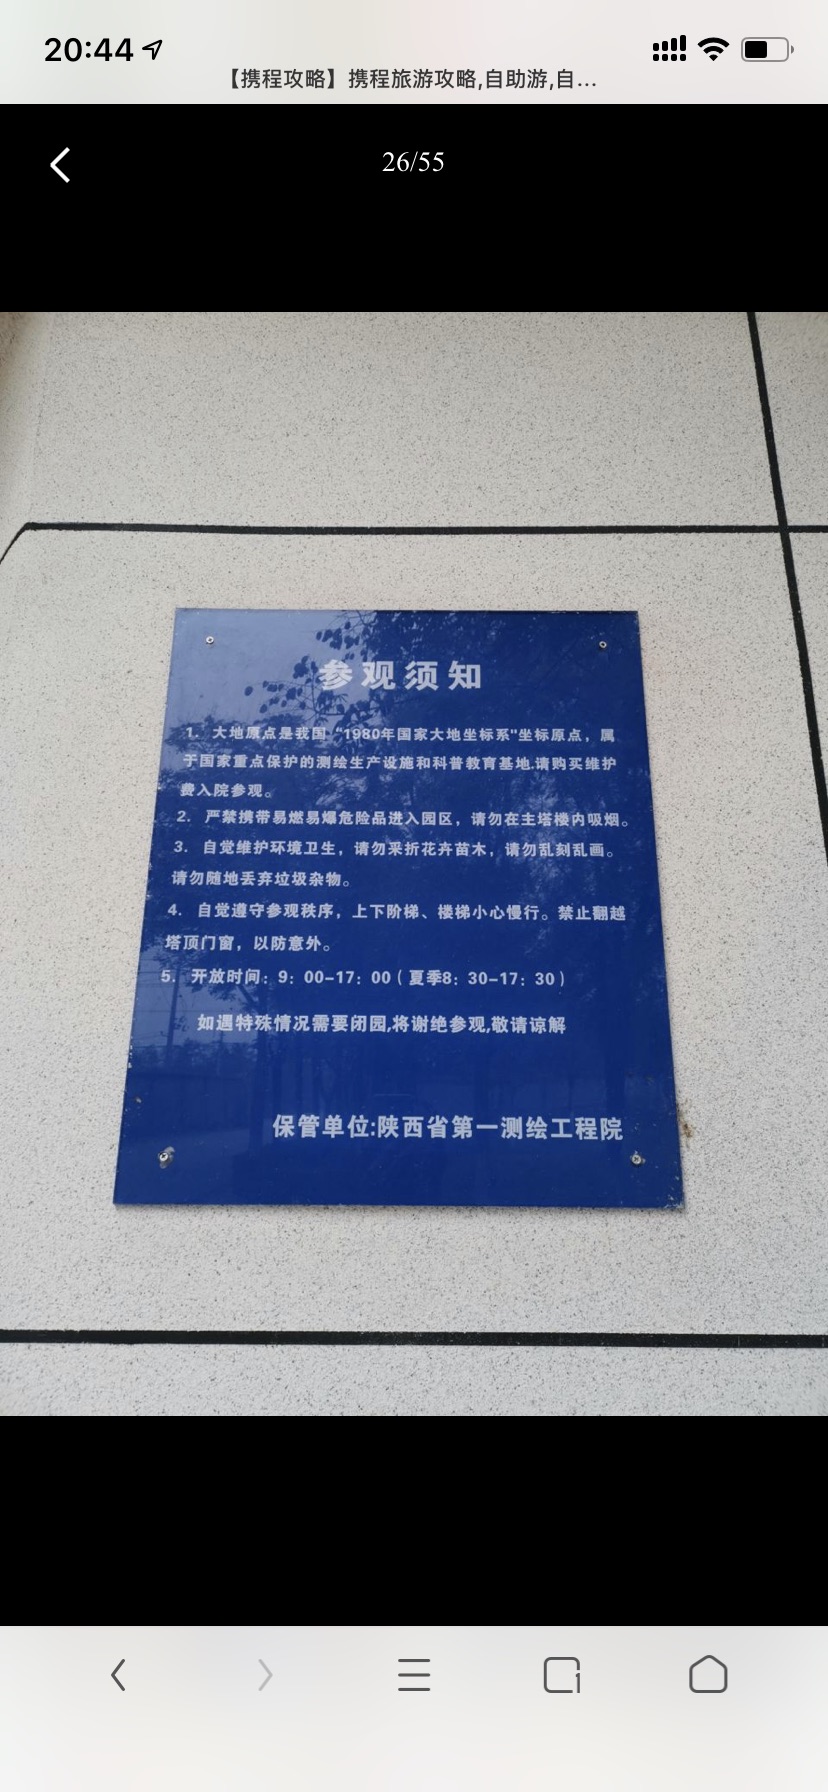 20:44
【携程攻略】携程旅游攻略,自助游,自...
26/55
参观须知
1. 大地原点是我国“1980年国家大地坐标系"坐标原点，属
于国家重点保护的测绘生产设施和科普教育基地.请购买维护
费入院参观。
2. 严禁携带易燃易爆危险品进入园区，请勿在主塔楼内吸烟。
3. 自觉维护环境卫生，请勿采折花卉苗木，请勿乱刻乱画。
请勿随地丢弃垃圾杂物。
4. 自觉遵守参观秩序，上下阶梯、楼梯小心慢行。禁止翻越
塔顶门窗，以防意外。
5. 开放时间：9：00-17：00（夏季8：30-17：30）
如遇特殊情况需要闭园,将谢绝参观,敬请谅解
保管单位:陕西省第一测绘工程院
1